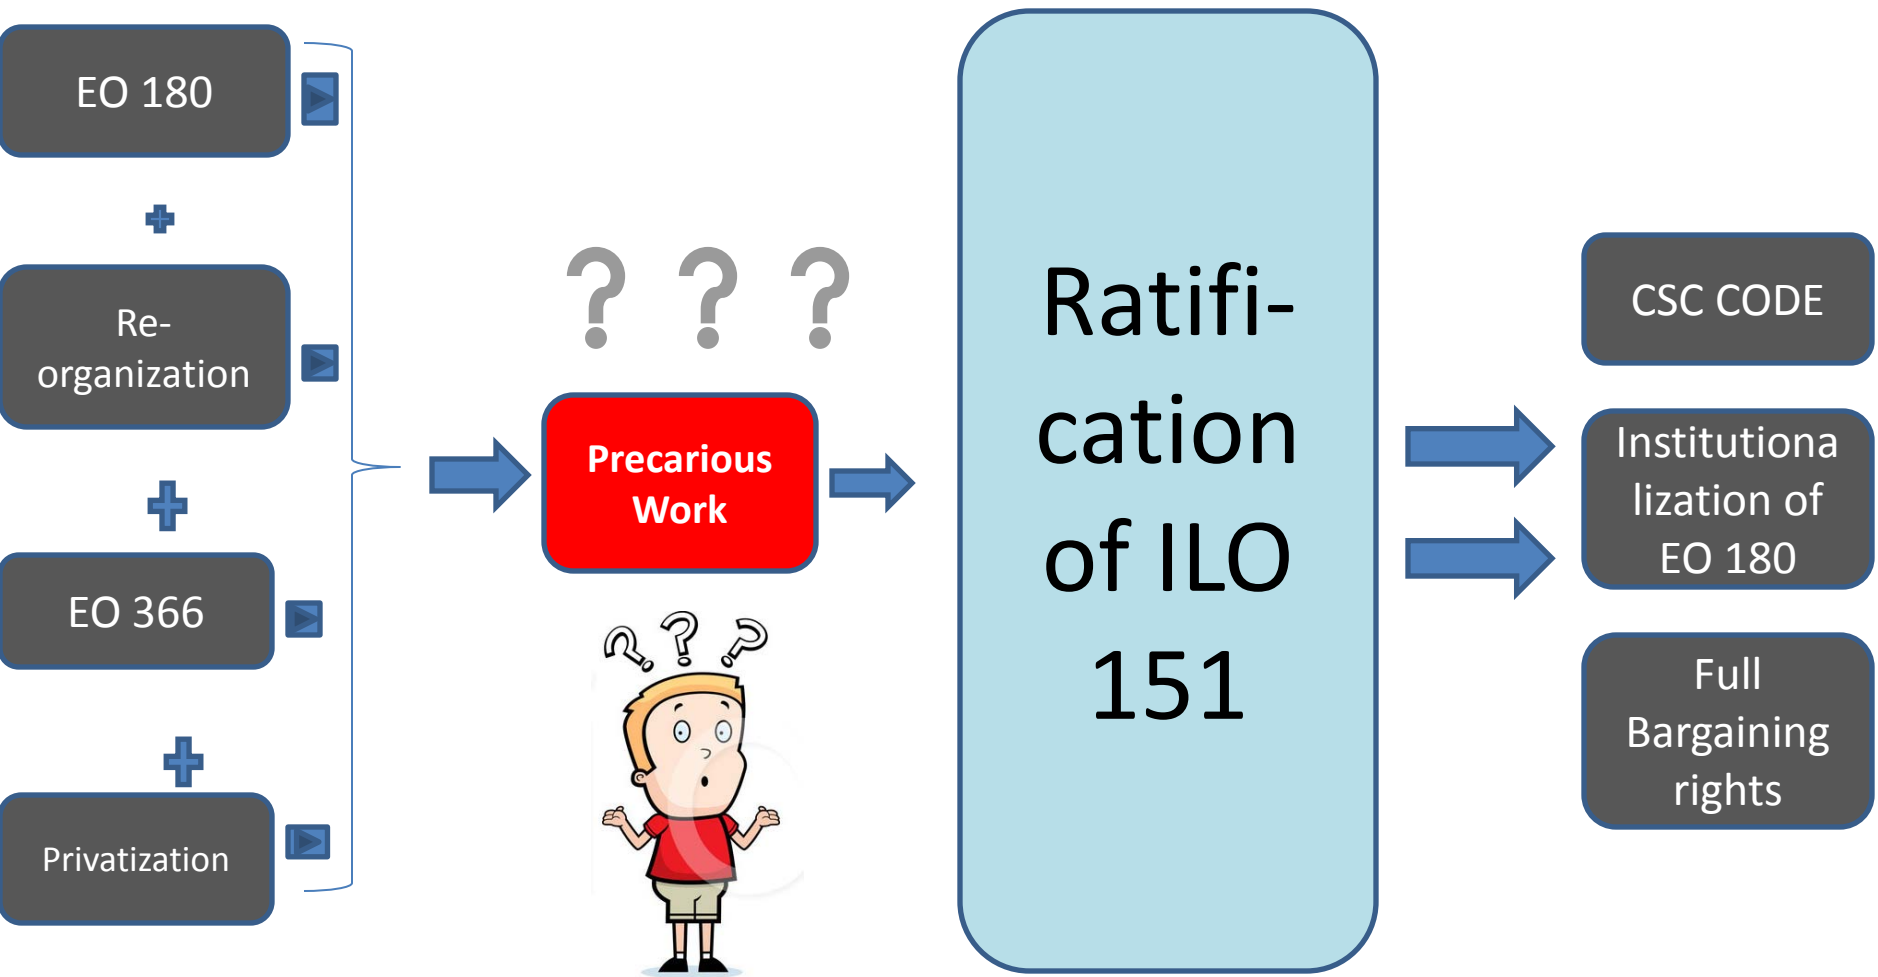 EO 180
Re-
organization
EO 366
Privatization
? ? ?
Precarious
Work
? ? ?
Ratifi-
cation
of ILO
151
CSC CODE
Institutiona
lization of
EO 180
Full
Bargaining
rights